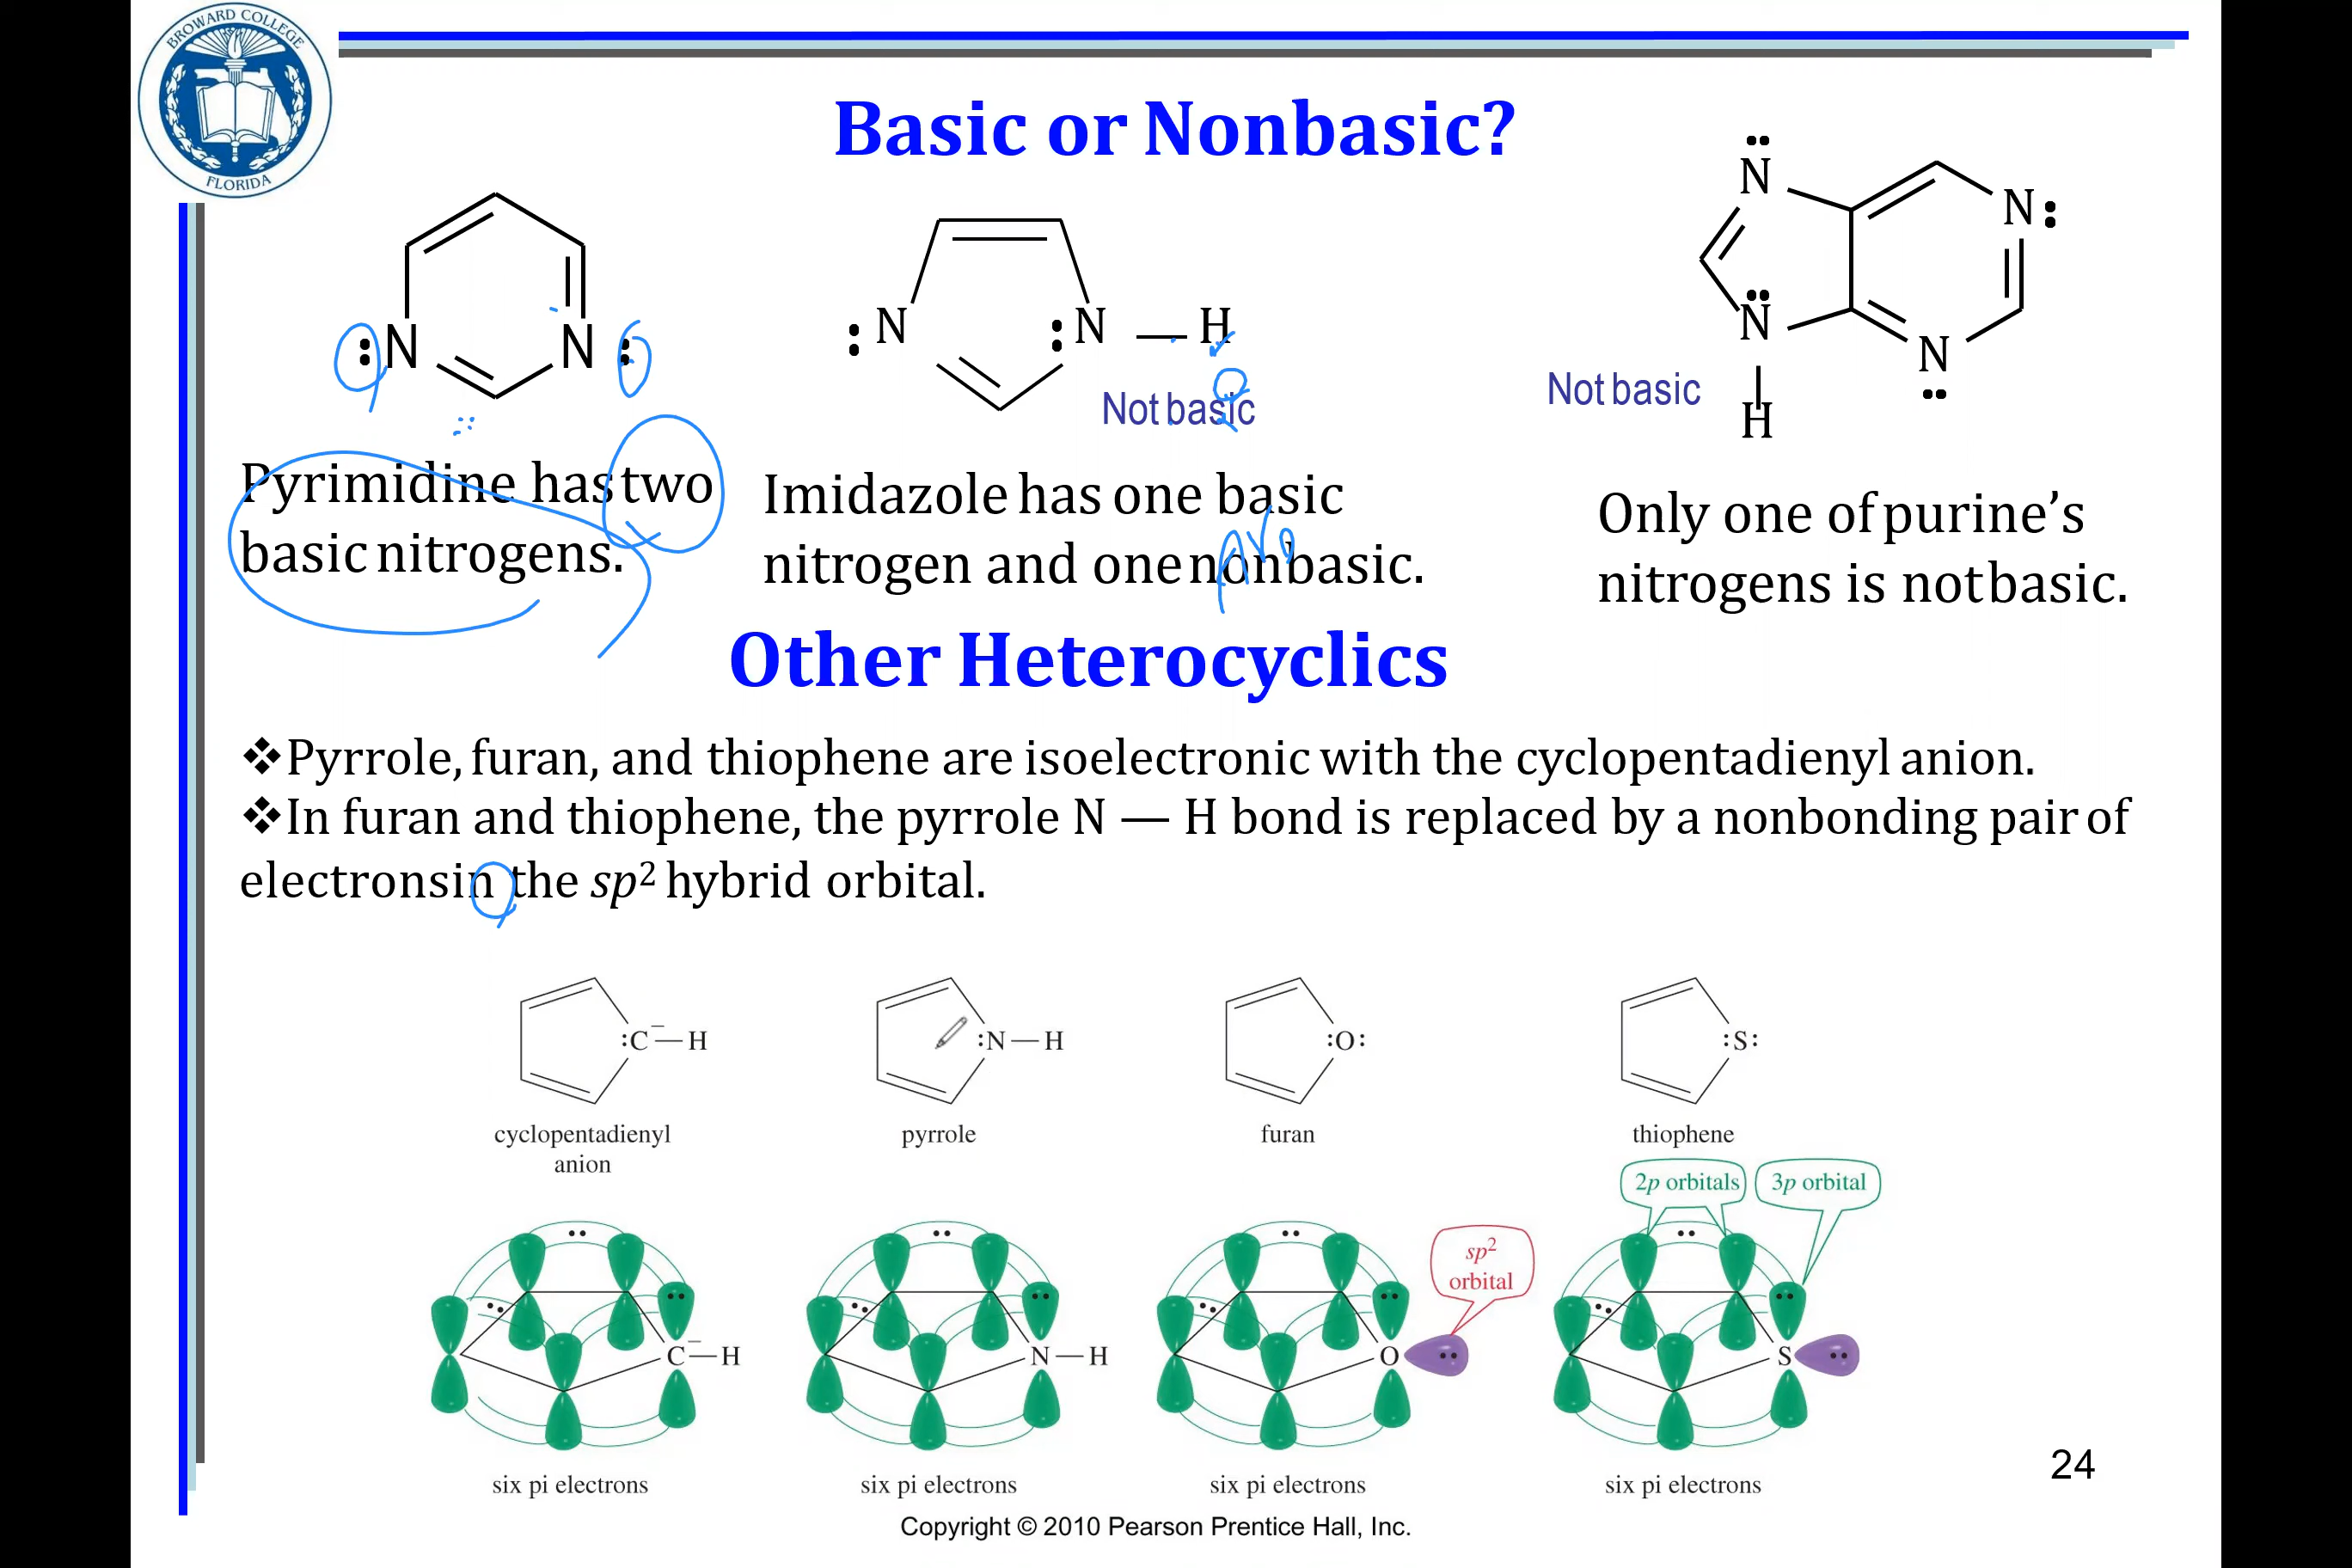 BROWARD COLLEGE
FLORIDA
Basic or Nonbasic?
:N N:
:N :N — H
Not basic
N N: N N H
Not basic
Pyrimidine has two
basic nitrogens.
Imidazole has one basic
nitrogen and one nonbasic.
Only one of purine’s
nitrogens is not basic.
Other Heterocyclics
❖Pyrrole, furan, and thiophene are isoelectronic with the cyclopentadienyl anion.
❖In furan and thiophene, the pyrrole N — H bond is replaced by a nonbonding pair of
electronsin the sp² hybrid orbital.
:C⁻—H
:N—H
:O:
:S:
cyclopentadienyl
anion
pyrrole
furan
thiophene
2p orbitals
3p orbital
sp²
orbital
C⁻—H
N—H
O
S
six pi electrons
six pi electrons
six pi electrons
six pi electrons
24
Copyright © 2010 Pearson Prentice Hall, Inc.